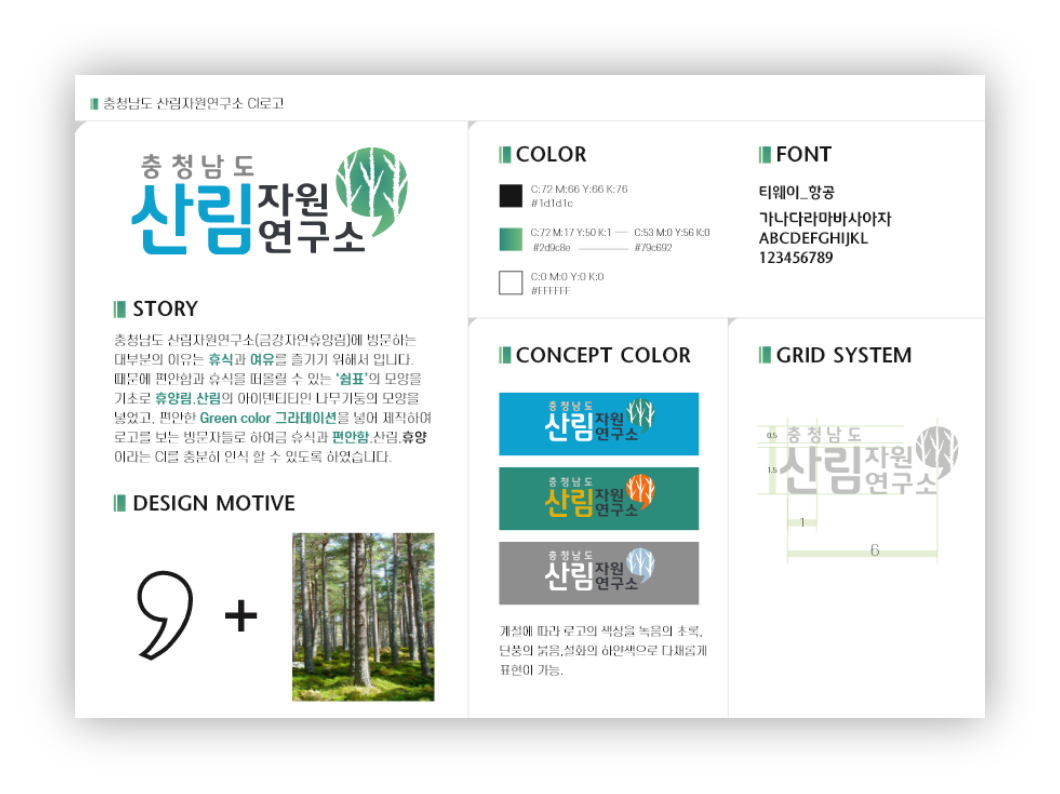 충청남도 산림자원연구소 CI로고
충청남도
산림자원
연구소
STORY
충청남도 산림자원연구소(금강자연휴양림)에 방문하는
대부분의 이유는 휴식과 여유를 즐기기 위해서 입니다.
때문에 편안함과 휴식을 떠올릴 수 있는 '쉼표'의 모양을
기초로 휴양림,산림의 아이덴티티인 나무기둥의 모양을
넣었고, 편안한 Green color 그라데이션을 넣어 제작하여
로고를 보는 방문자들로 하여금 휴식과 편안함,산림,휴양
이라는 CI를 충분히 인식 할 수 있도록 하였습니다.
DESIGN MOTIVE
, +
COLOR
C:72 M:66 Y:66 K:76
#1d1d1c
C:72 M:17 Y:50 K:1 C:53 M:0 Y:56 K:0
#2d9c8e #79c692
C:0 M:0 Y:0 K:0
#FFFFFF
FONT
티웨이_항공
가나다라마바사아자
ABCDEFGHIJKL
123456789
CONCEPT COLOR
충청남도
산림자원
연구소
충청남도
산림자원
연구소
충청남도
산림자원
연구소
계절에 따라 로고의 색상을 녹음의 초록,
단풍의 붉음,설화의 하얀색으로 다채롭게
표현이 가능.
GRID SYSTEM
0.5
충청남도
1.5
산림자원
연구소
1
6